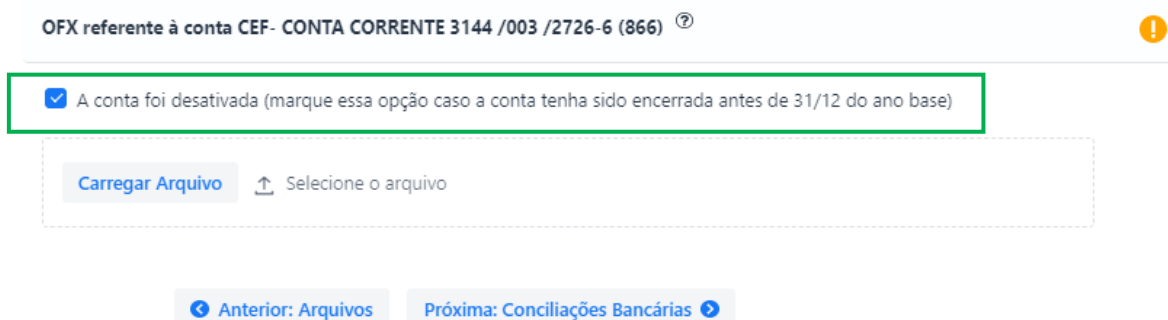 OFX referente à conta CEF- CONTA CORRENTE 3144 /003 /2726-6 (866) ?
!
A conta foi desativada (marque essa opção caso a conta tenha sido encerrada antes de 31/12 do ano base)
Carregar Arquivo Selecione o arquivo
Anterior: Arquivos Próxima: Conciliações Bancárias